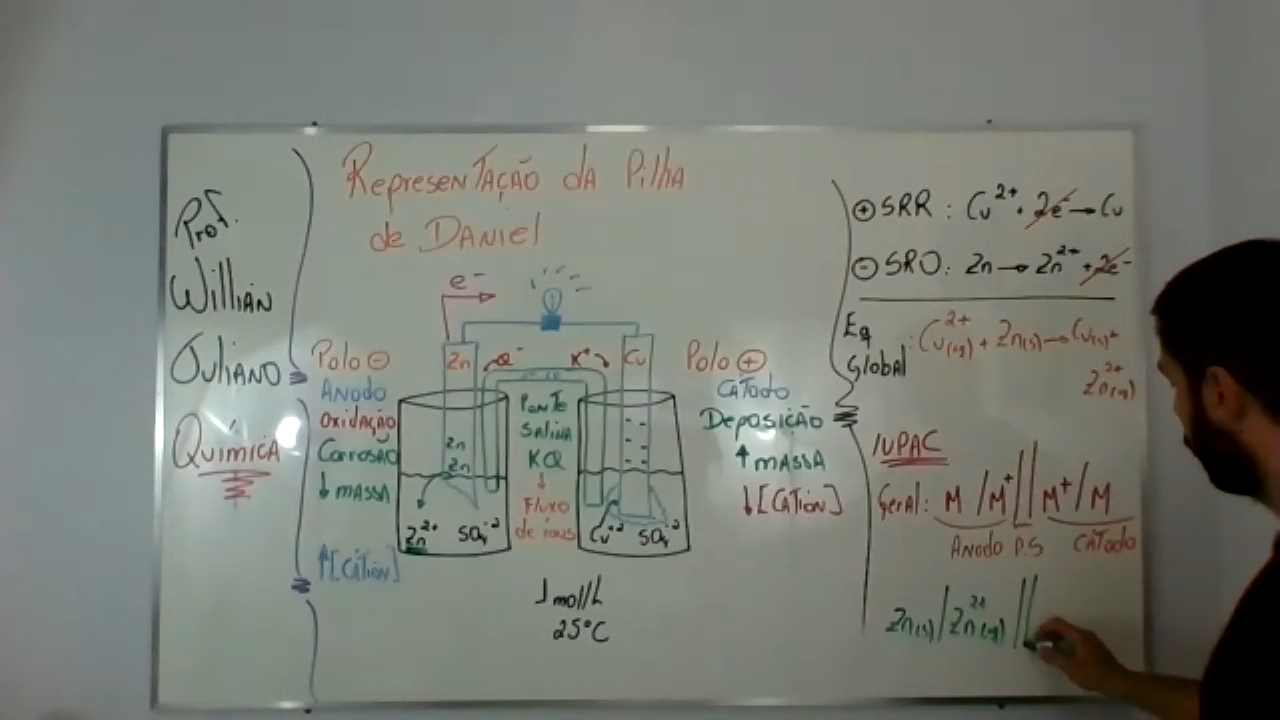 Prof.
Willian
Juliano
Química
Representação da Pilha
de Daniel
e⁻
Polo ⊖
Anodo
Oxidação
Corrosão
↓ massa
↑[Cátion]
Zn
Zn
Zn
Zn²⁺ SO₄⁻²
Cl⁻ K⁺
Ponte
Salina
KCl
↓
Fluxo
de íons
Cu
Cu⁺² SO₄⁻²
1 mol/L
25°C
Polo ⊕
Cátodo
Deposição
↑ massa
↓[Cátion]
⊕ SRR: Cu²⁺ + 2e⁻ → Cu
⊖ SRO: Zn → Zn²⁺ + 2e⁻
Eq
Global : Cu²⁺(aq) + Zn(s) → Cu(s) +
Zn²⁺(aq)
IUPAC
Geral: M / M⁺ || M⁺ / M
Anodo P.S Cátodo
Zn(s) / Zn²⁺(aq) ||